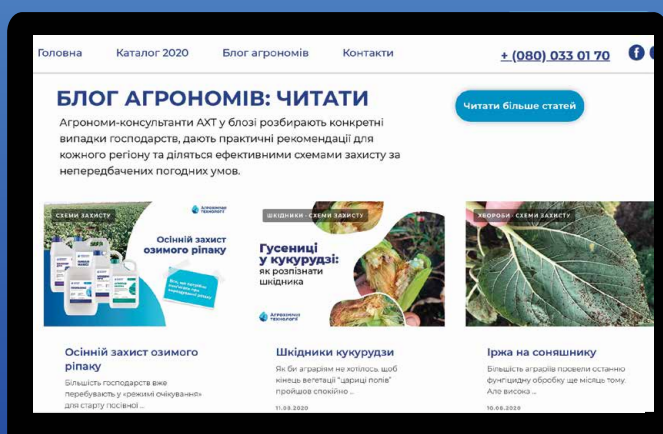 Головна Каталог 2020 Блог агрономів Контакти + (080) 033 01 70
БЛОГ АГРОНОМІВ: ЧИТАТИ
Читати більше статей
Агрономи-консультанти АХТ у блозі розбирають конкретні
випадки господарств, дають практичні рекомендації для
кожного регіону та діляться ефективними схемами захисту за
непередбачених погодних умов.
СХЕМИ ЗАХИСТУ
АГРОХІМІЧНІ
ТЕХНОЛОГІЇ
Осінній захист
озимого ріпаку
ШКІДНИКИ · СХЕМИ ЗАХИСТУ
Гусениці
у кукурудзі:
як розпізнати
шкідника
АГРОХІМІЧНІ
ТЕХНОЛОГІЇ
ХВОРОБИ · СХЕМИ ЗАХИСТУ
Осінній захист озимого
ріпаку
Більшість господарств вже
перебувають у «режимі очікування»
для старту посівної ...
Шкідники кукурудзи
Як би аграріям не хотілось, щоб
кінець вегетації "цариці полів"
пройшов спокійно ...
11.08.2020
Іржа на соняшнику
Більшість аграріїв провели останню
фунгіцидну обробку ще місяць тому.
Але висока ...
10.08.2020